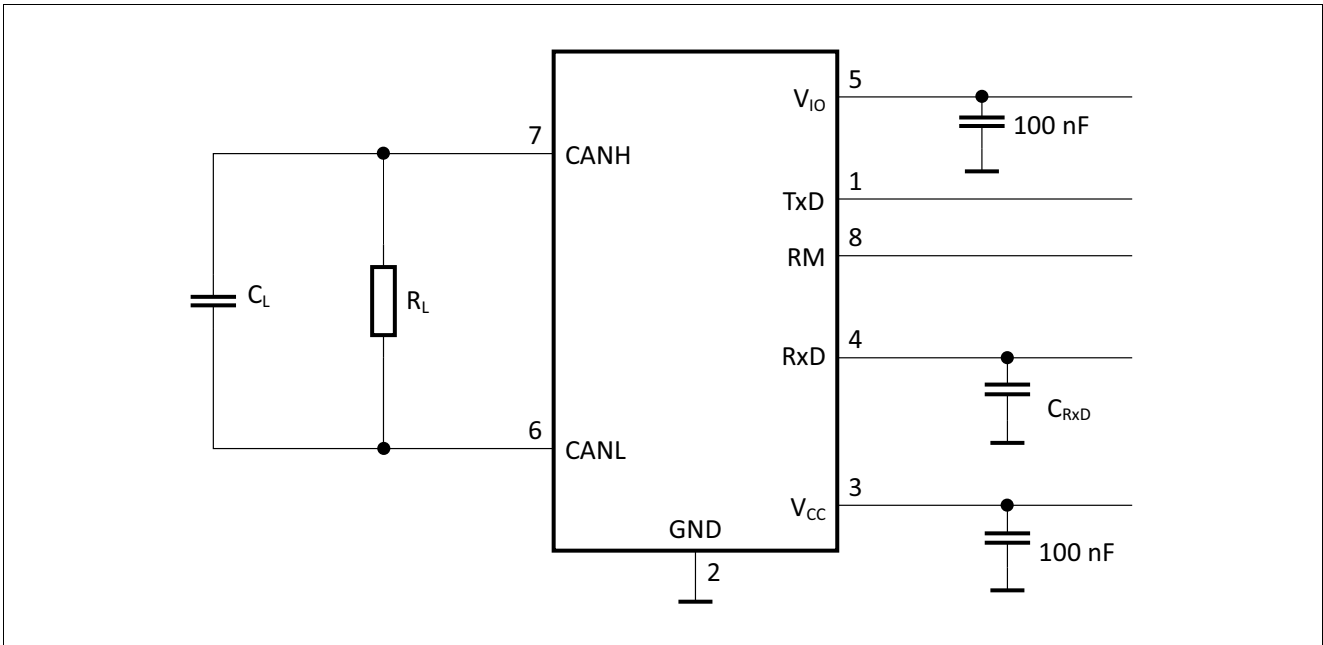 5
V_IO
100 nF
7
CANH
1
TxD
8
RM
C_L
R_L
4
RxD
C_RxD
6
CANL
3
V_CC
GND
100 nF
2